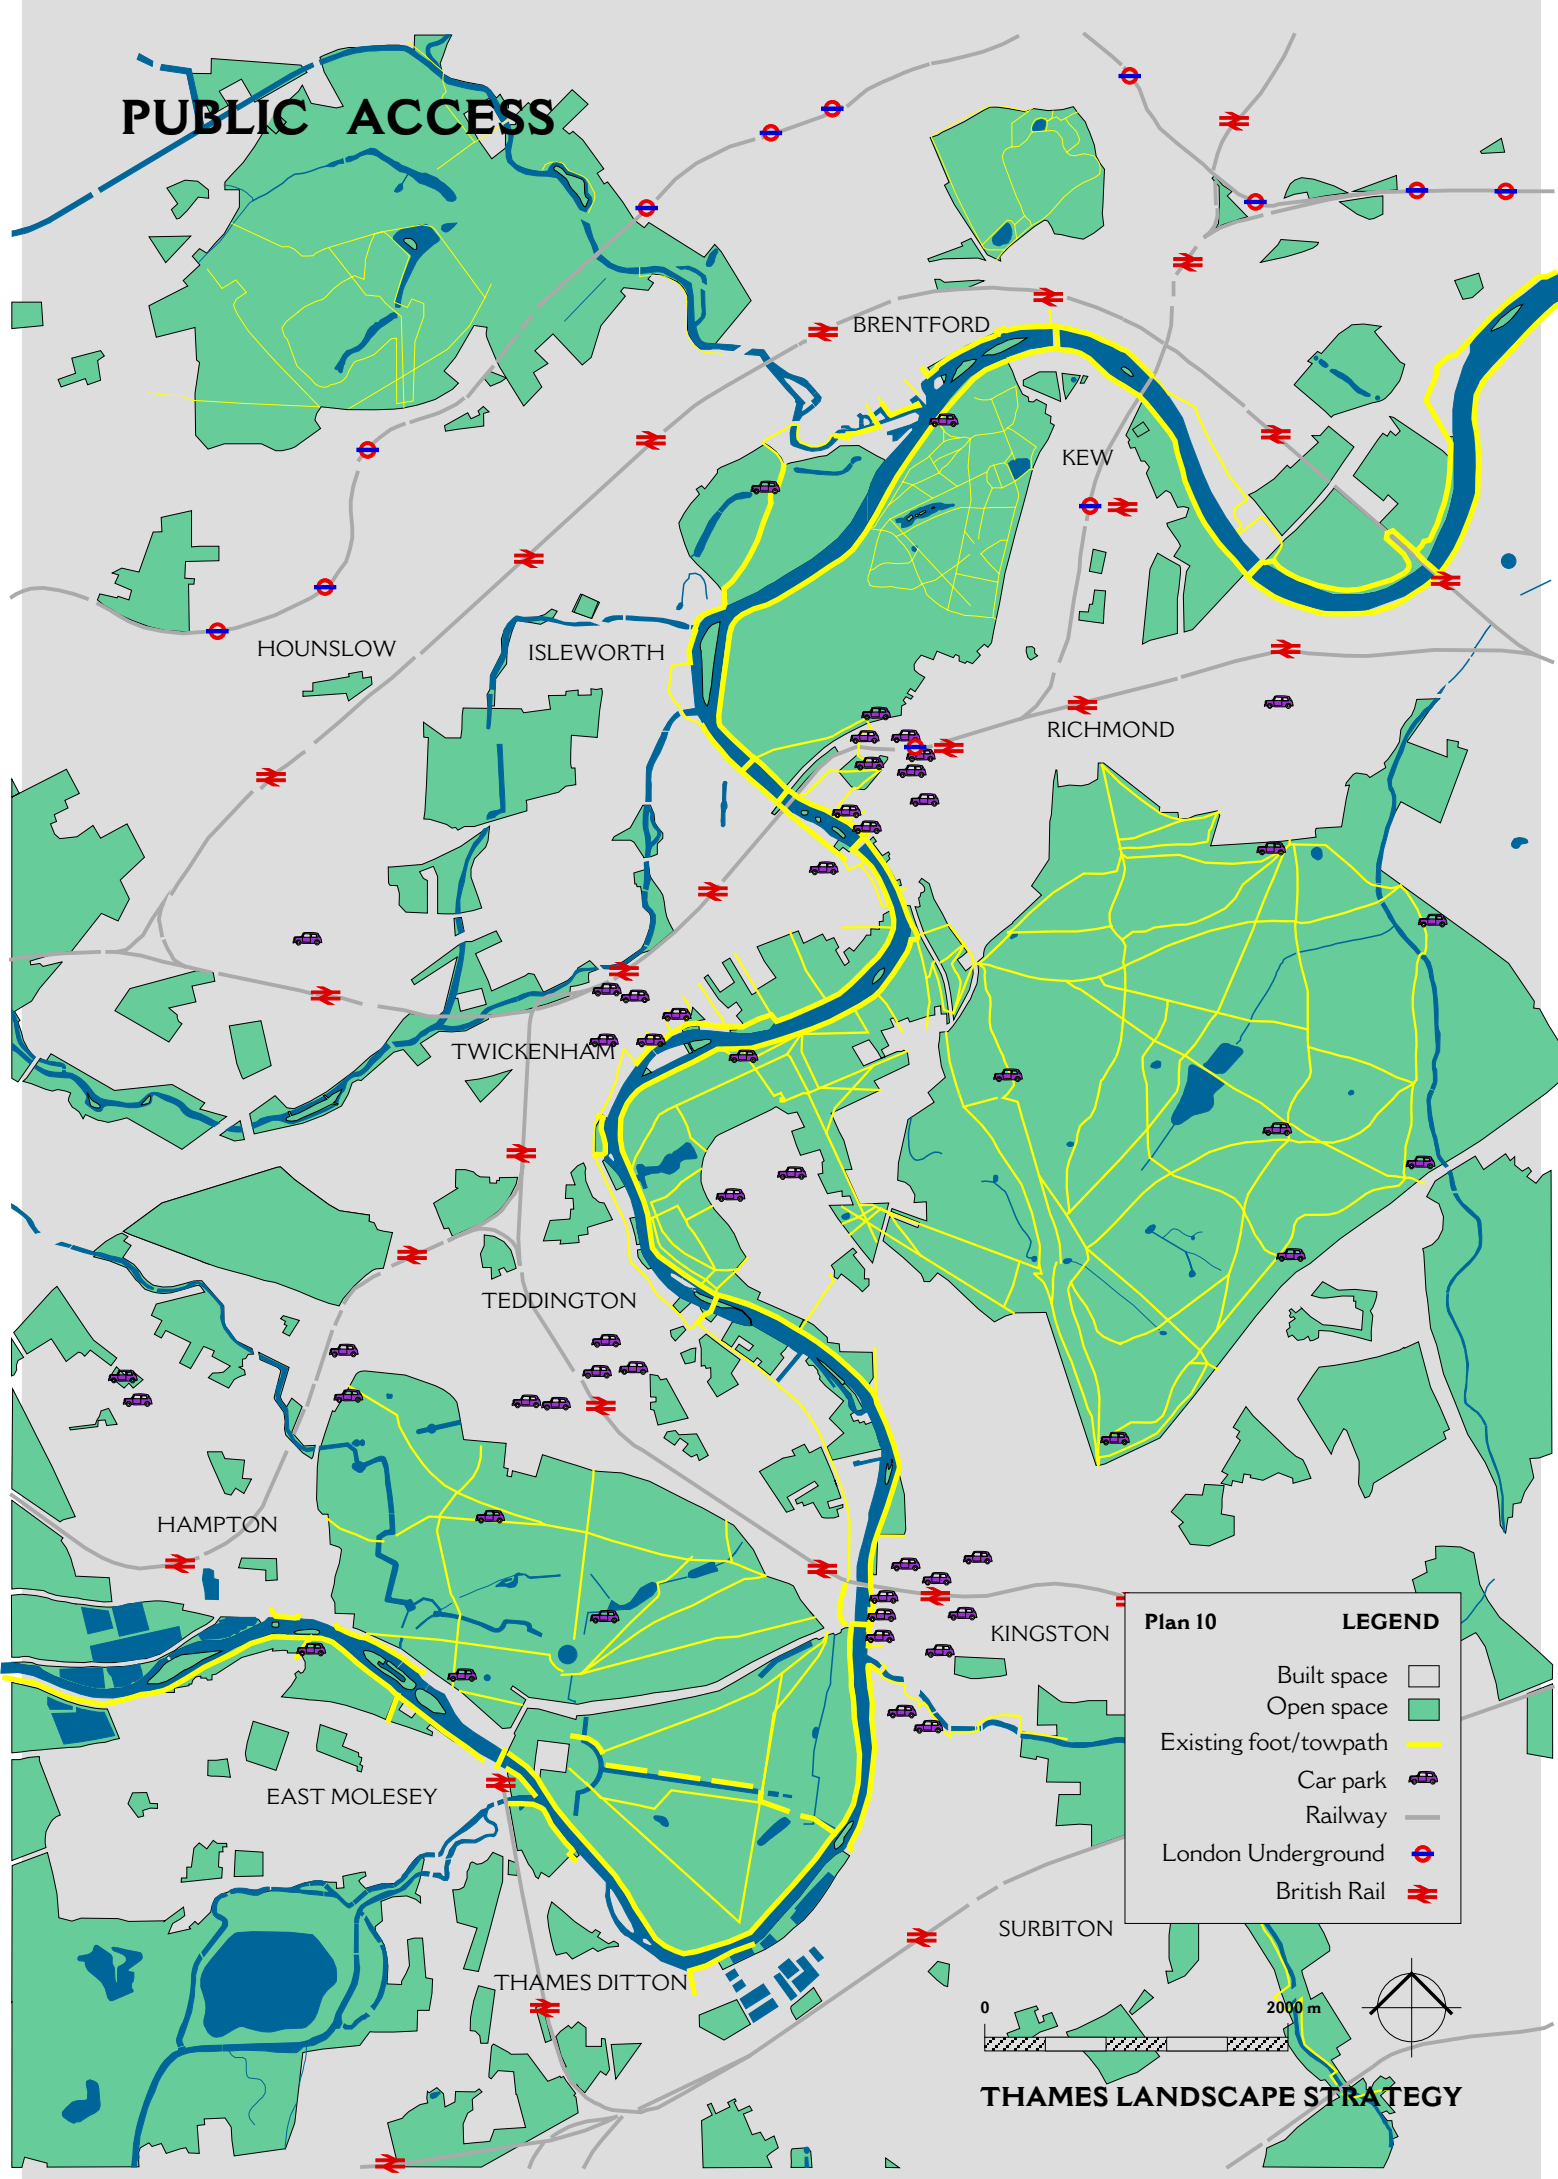 PUBLIC ACCESS
BRENTFORD
KEW
HOUNSLOW
ISLEWORTH
RICHMOND
TWICKENHAM
TEDDINGTON
HAMPTON
KINGSTON
EAST MOLESEY
SURBITON
THAMES DITTON
Plan 10 LEGEND
Built space
Open space
Existing foot/towpath
Car park
Railway
London Underground
British Rail
0 2000 m
THAMES LANDSCAPE STRATEGY